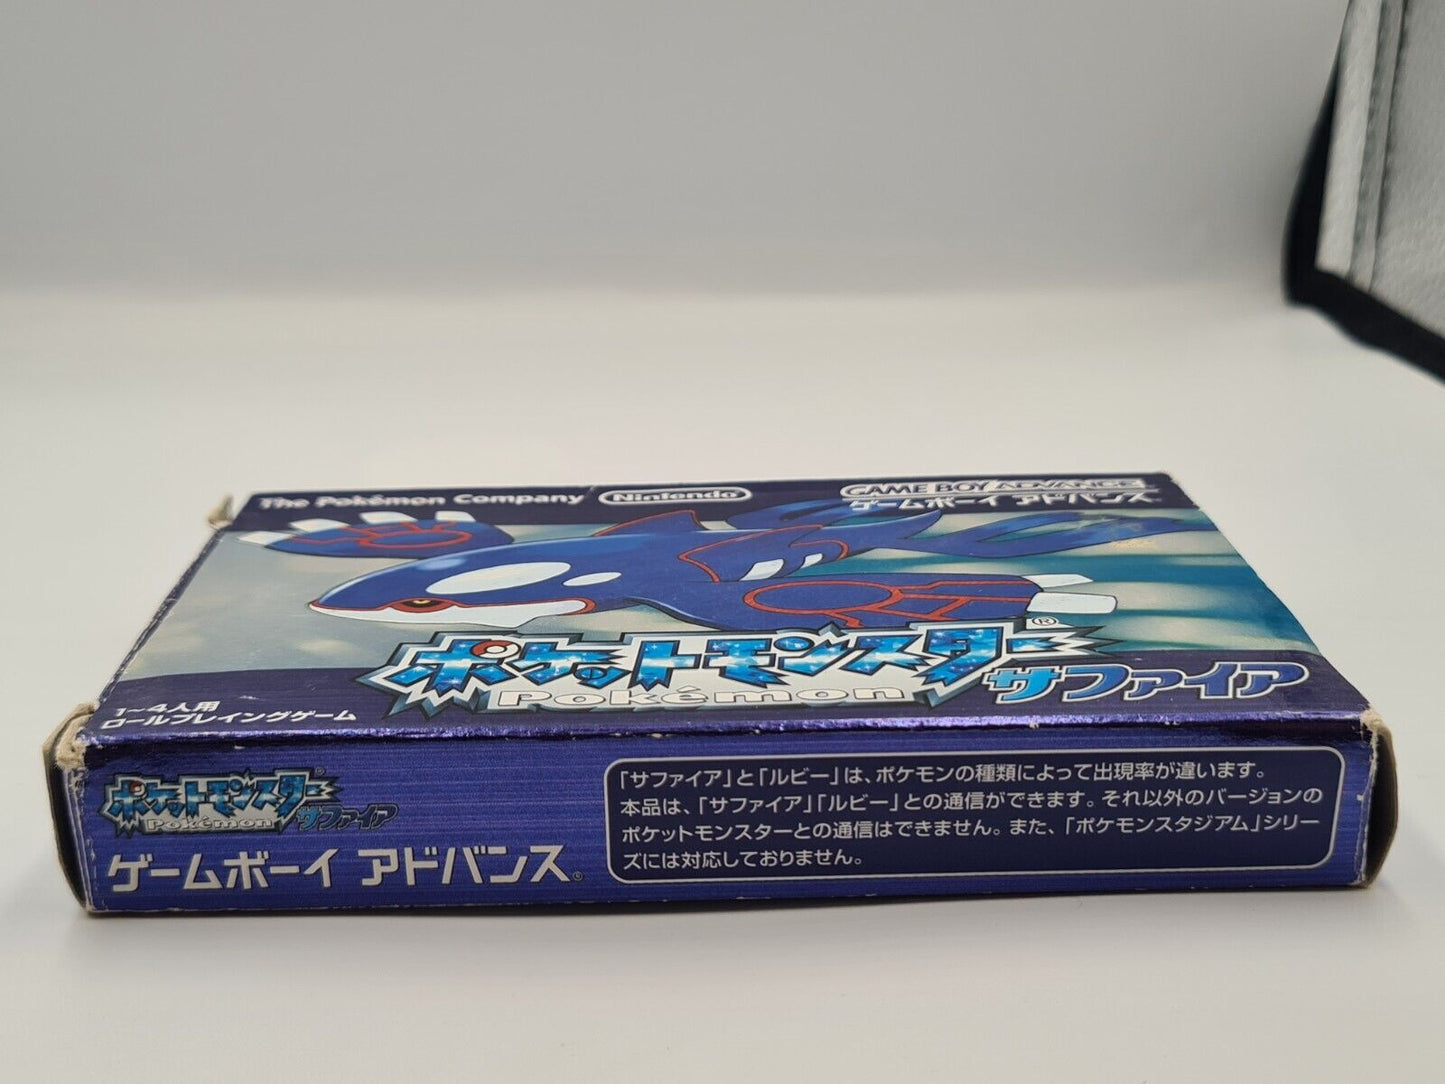 The Pokémon Company
Nintendo
GAME BOY ADVANCE
ゲームボーイ アドバンス
ポケットモンスター®
Pokémon
サファイア
1〜4人用
ロールプレイングゲーム
ポケットモンスター
Pokémon
サファイア
ゲームボーイ アドバンス®
「サファイア」と「ルビー」は、ポケモンの種類によって出現率が違います。
本品は、「サファイア」「ルビー」との通信ができます。それ以外のバージョンの
ポケットモンスターとの通信はできません。また、「ポケモンスタジアム」シリー
ズには対応しておりません。